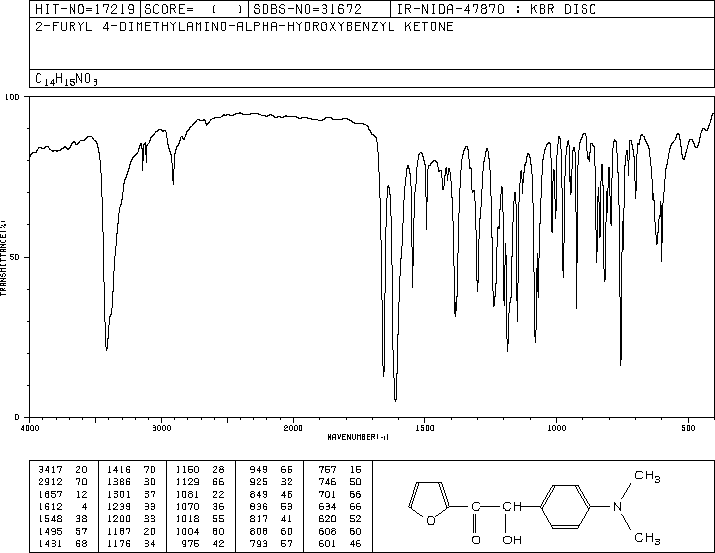 HIT-NO=17219 SCORE= ( ) SDBS-NO=31672 IR-NIDA-47870 : KBR DISC
2-FURYL 4-DIMETHYLAMINO-ALPHA-HYDROXYBENZYL KETONE
C14H15NO3
100
50
0
TRANSMITTANCE(%)
4000 3000 2000 1500 1000 500
WAVENUMBER(-1)
3417 20 1416 70 1150 28 949 66 757 15
2912 70 1386 30 1129 66 925 32 746 50
1657 12 1301 37 1081 22 849 46 701 66
1612 4 1239 33 1070 36 836 53 634 66
1548 38 1200 33 1018 55 817 41 620 52
1495 57 1187 20 1004 60 808 60 608 50
1431 68 1176 34 976 42 793 57 601 46
CH3
N
O C CH
CH3
O OH